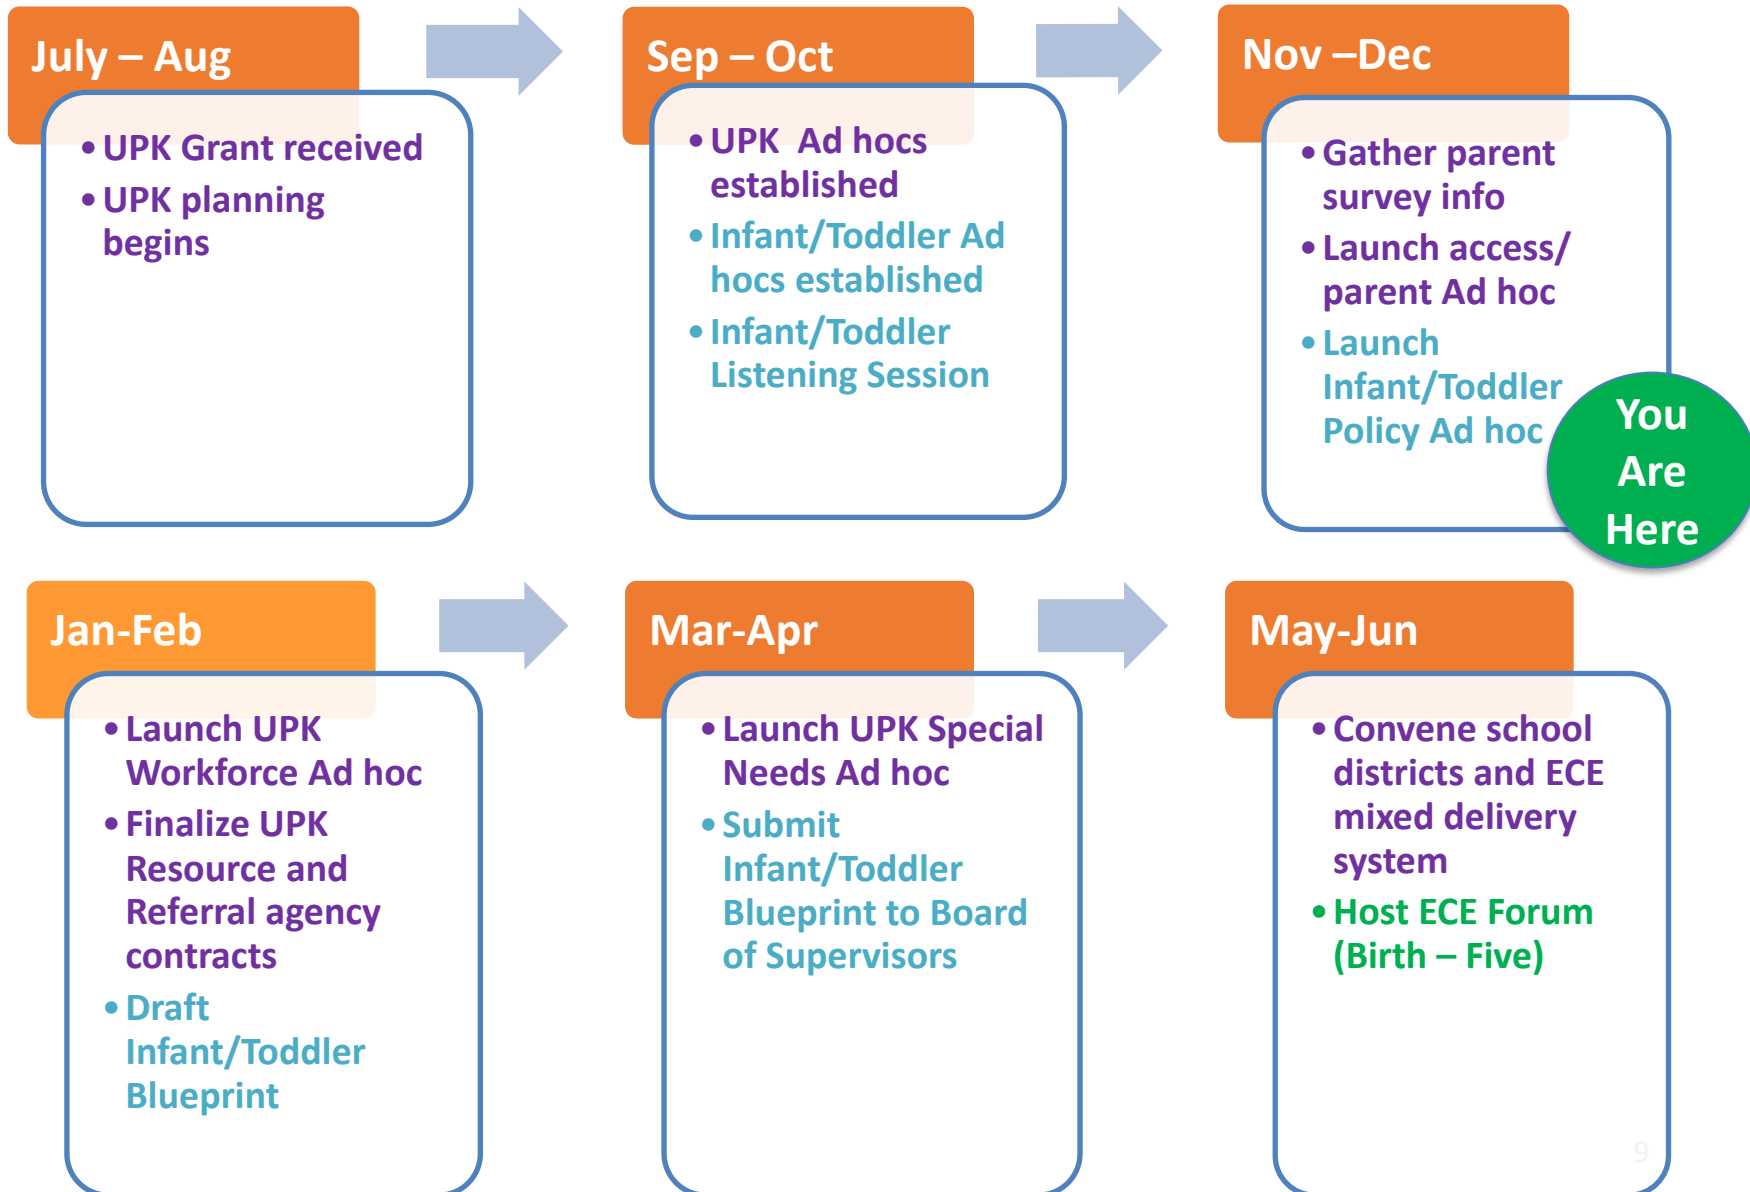 July – Aug
• UPK Grant received
• UPK planning
begins
Sep – Oct
• UPK Ad hocs
established
• Infant/Toddler Ad
hocs established
• Infant/Toddler
Listening Session
Nov –Dec
• Gather parent
survey info
• Launch access/
parent Ad hoc
• Launch
Infant/Toddler
Policy Ad hoc
You
Are
Here
Jan-Feb
• Launch UPK
Workforce Ad hoc
• Finalize UPK
Resource and
Referral agency
contracts
• Draft
Infant/Toddler
Blueprint
Mar-Apr
• Launch UPK Special
Needs Ad hoc
• Submit
Infant/Toddler
Blueprint to Board
of Supervisors
May-Jun
• Convene school
districts and ECE
mixed delivery
system
• Host ECE Forum
(Birth – Five)
9